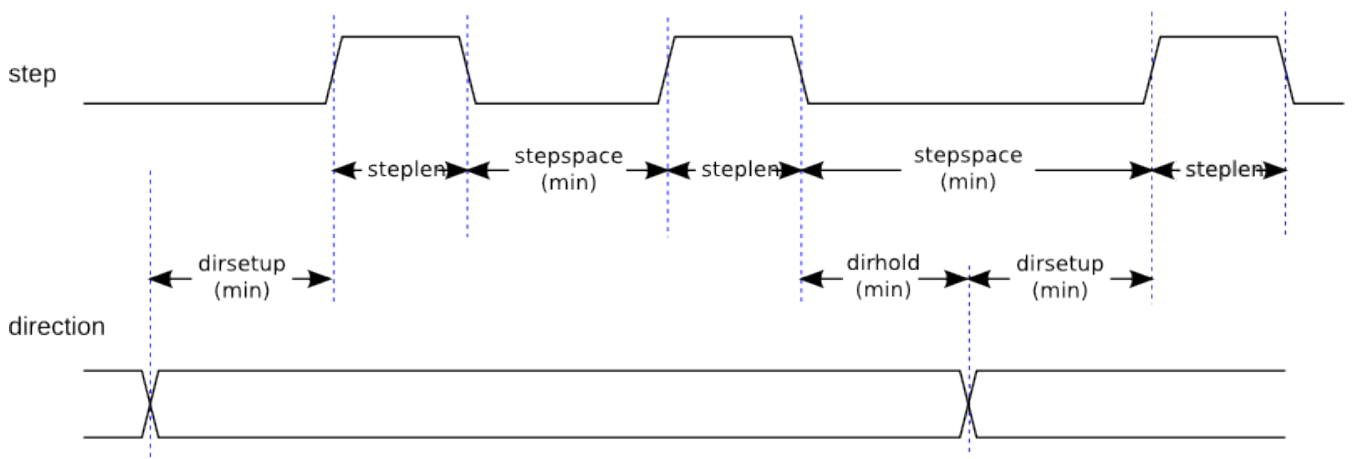 step
steplen
stepspace
(min)
steplen
stepspace
(min)
steplen
dirsetup
(min)
dirhold
(min)
dirsetup
(min)
direction